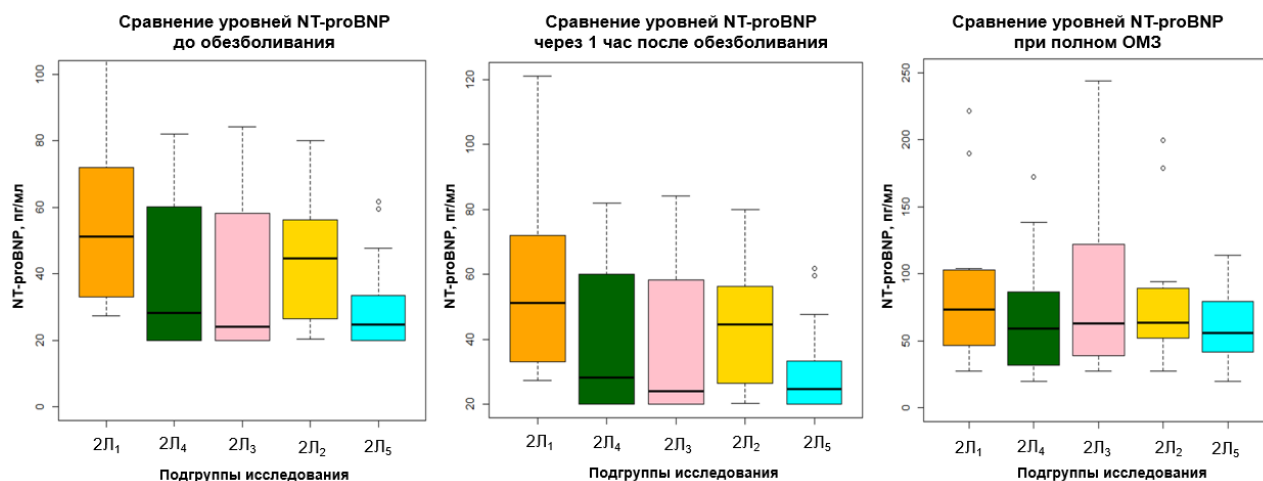 Сравнение уровней NT-proBNP
до обезболивания
NT-proBNP, пг/мл
100
80
60
40
20
0
2Л₁ 2Л₄ 2Л₃ 2Л₂ 2Л₅
Подгруппы исследования
Сравнение уровней NT-proBNP
через 1 час после обезболивания
NT-proBNP, пг/мл
120
100
80
60
40
20
2Л₁ 2Л₄ 2Л₃ 2Л₂ 2Л₅
Подгруппы исследования
Сравнение уровней NT-proBNP
при полном ОМЗ
NT-proBNP, пг/мл
250
200
150
100
50
0
2Л₁ 2Л₄ 2Л₃ 2Л₂ 2Л₅
Подгруппы исследования